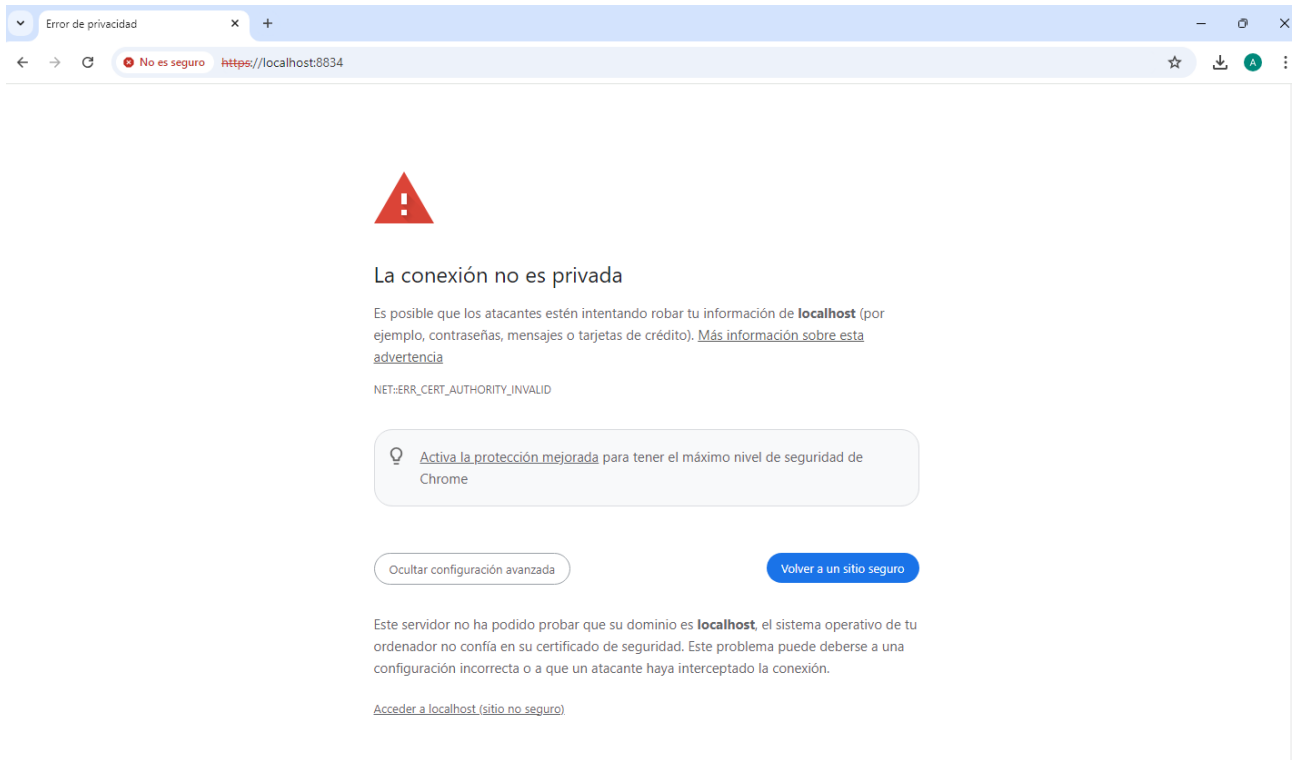 Error de privacidad
No es seguro https://localhost:8834
A
La conexión no es privada
Es posible que los atacantes estén intentando robar tu información de localhost (por
ejemplo, contraseñas, mensajes o tarjetas de crédito). Más información sobre esta
advertencia
NET::ERR_CERT_AUTHORITY_INVALID
Activa la protección mejorada para tener el máximo nivel de seguridad de
Chrome
Ocultar configuración avanzada
Volver a un sitio seguro
Este servidor no ha podido probar que su dominio es localhost, el sistema operativo de tu
ordenador no confía en su certificado de seguridad. Este problema puede deberse a una
configuración incorrecta o a que un atacante haya interceptado la conexión.
Acceder a localhost (sitio no seguro)